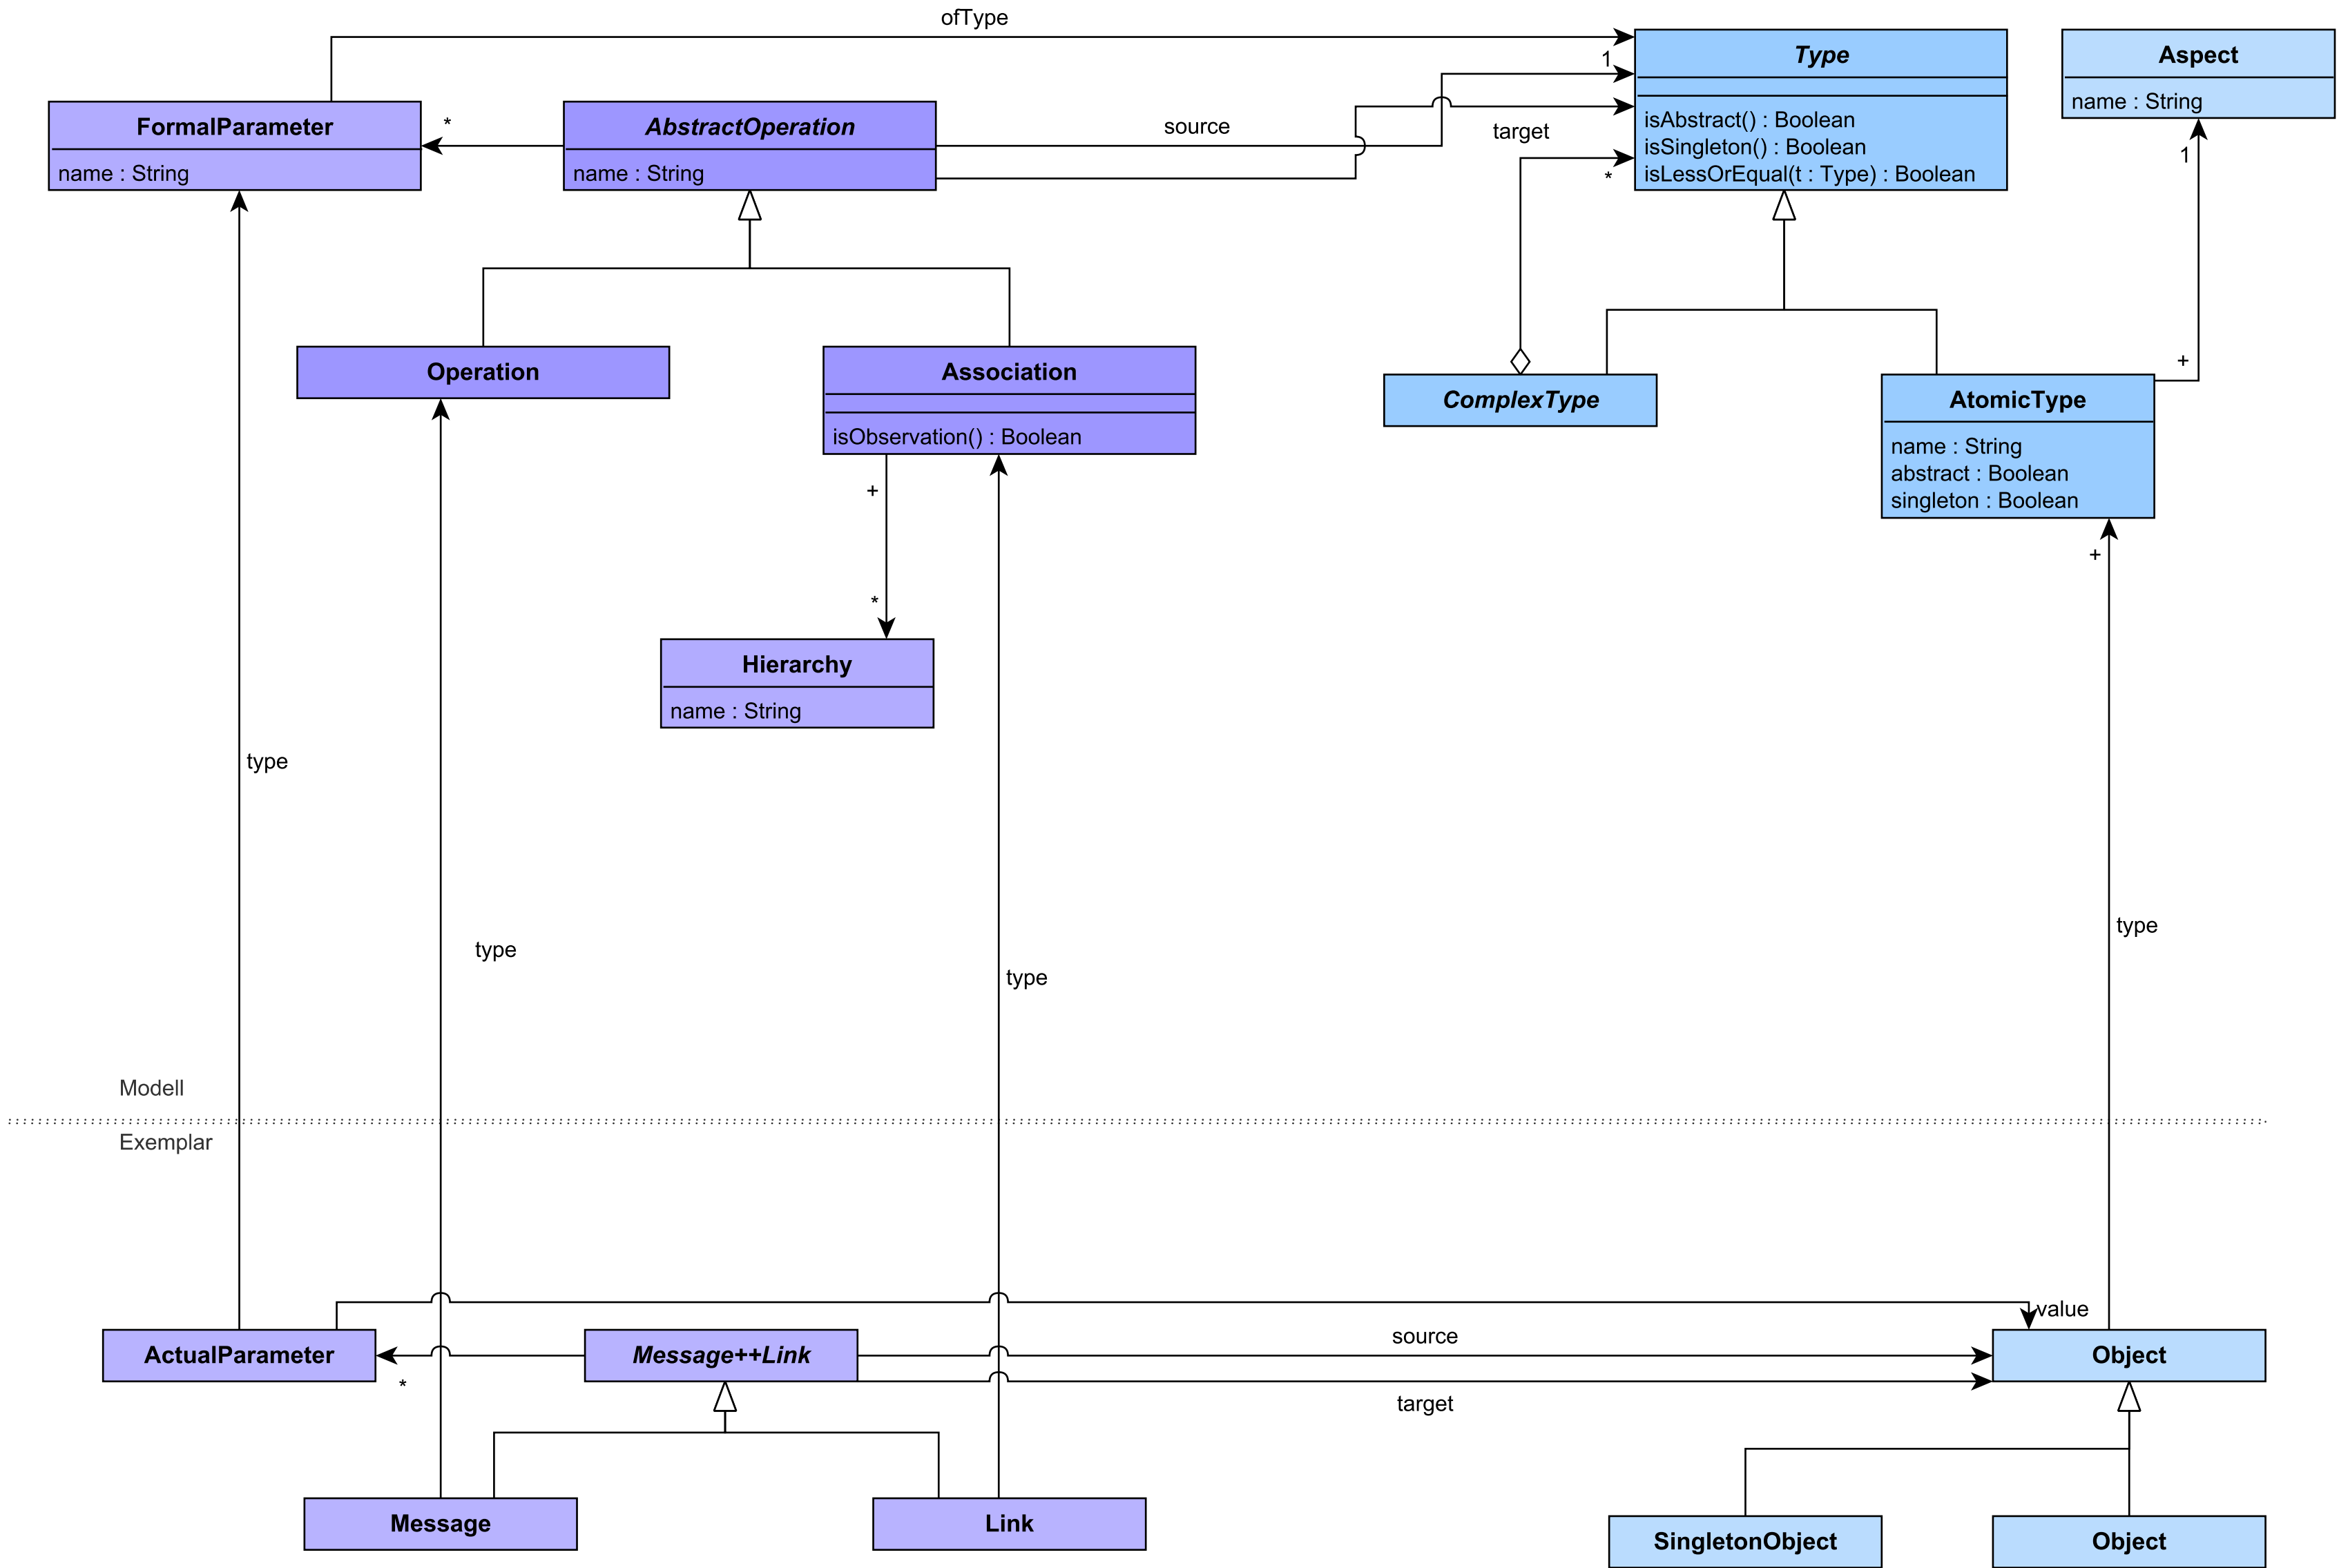 ofType
Type
isAbstract() : Boolean
isSingleton() : Boolean
isLessOrEqual(t : Type) : Boolean
Aspect
name : String
1
*
1
source
target
*
FormalParameter
name : String
AbstractOperation
name : String
Operation
Association
isObservation() : Boolean
+
*
ComplexType
AtomicType
name : String
abstract : Boolean
singleton : Boolean
+
+
Hierarchy
name : String
type
type
type
type
Modell
Exemplar
value
ActualParameter
*
Message++Link
source
target
Object
Message
Link
SingletonObject
Object